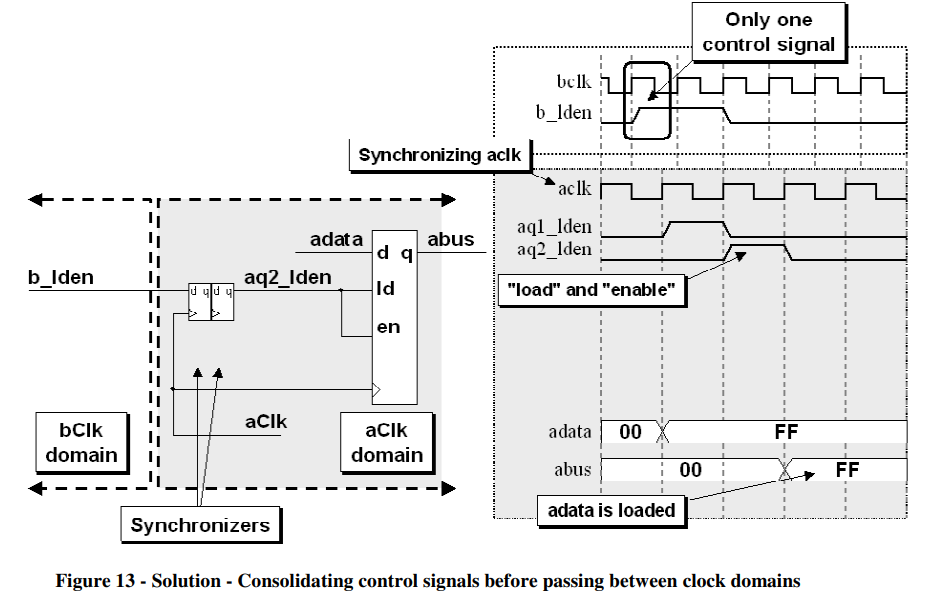 Only one
control signal
bclk
b_lden
Synchronizing aclk
aclk
aq1_lden
aq2_lden
"load" and "enable"
adata
abus
d q
b_lden
aq2_lden
ld
d q d q
en
aClk
bClk
domain
aClk
domain
Synchronizers
adata
00
FF
abus
00
FF
adata is loaded
Figure 13 - Solution - Consolidating control signals before passing between clock domains